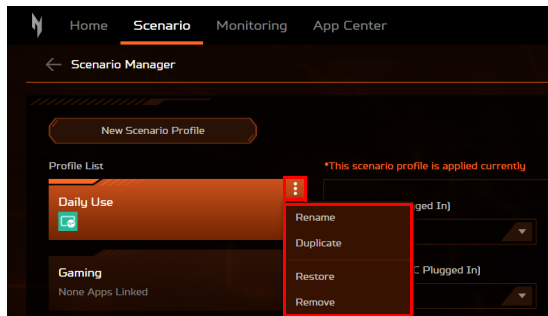 Home Scenario Monitoring App Center
Scenario Manager
New Scenario Profile
Profile List
*This scenario profile is applied currently
Daily Use
ged In]
Rename
Duplicate
Restore
Remove
Gaming
C Plugged In]
None Apps Linked